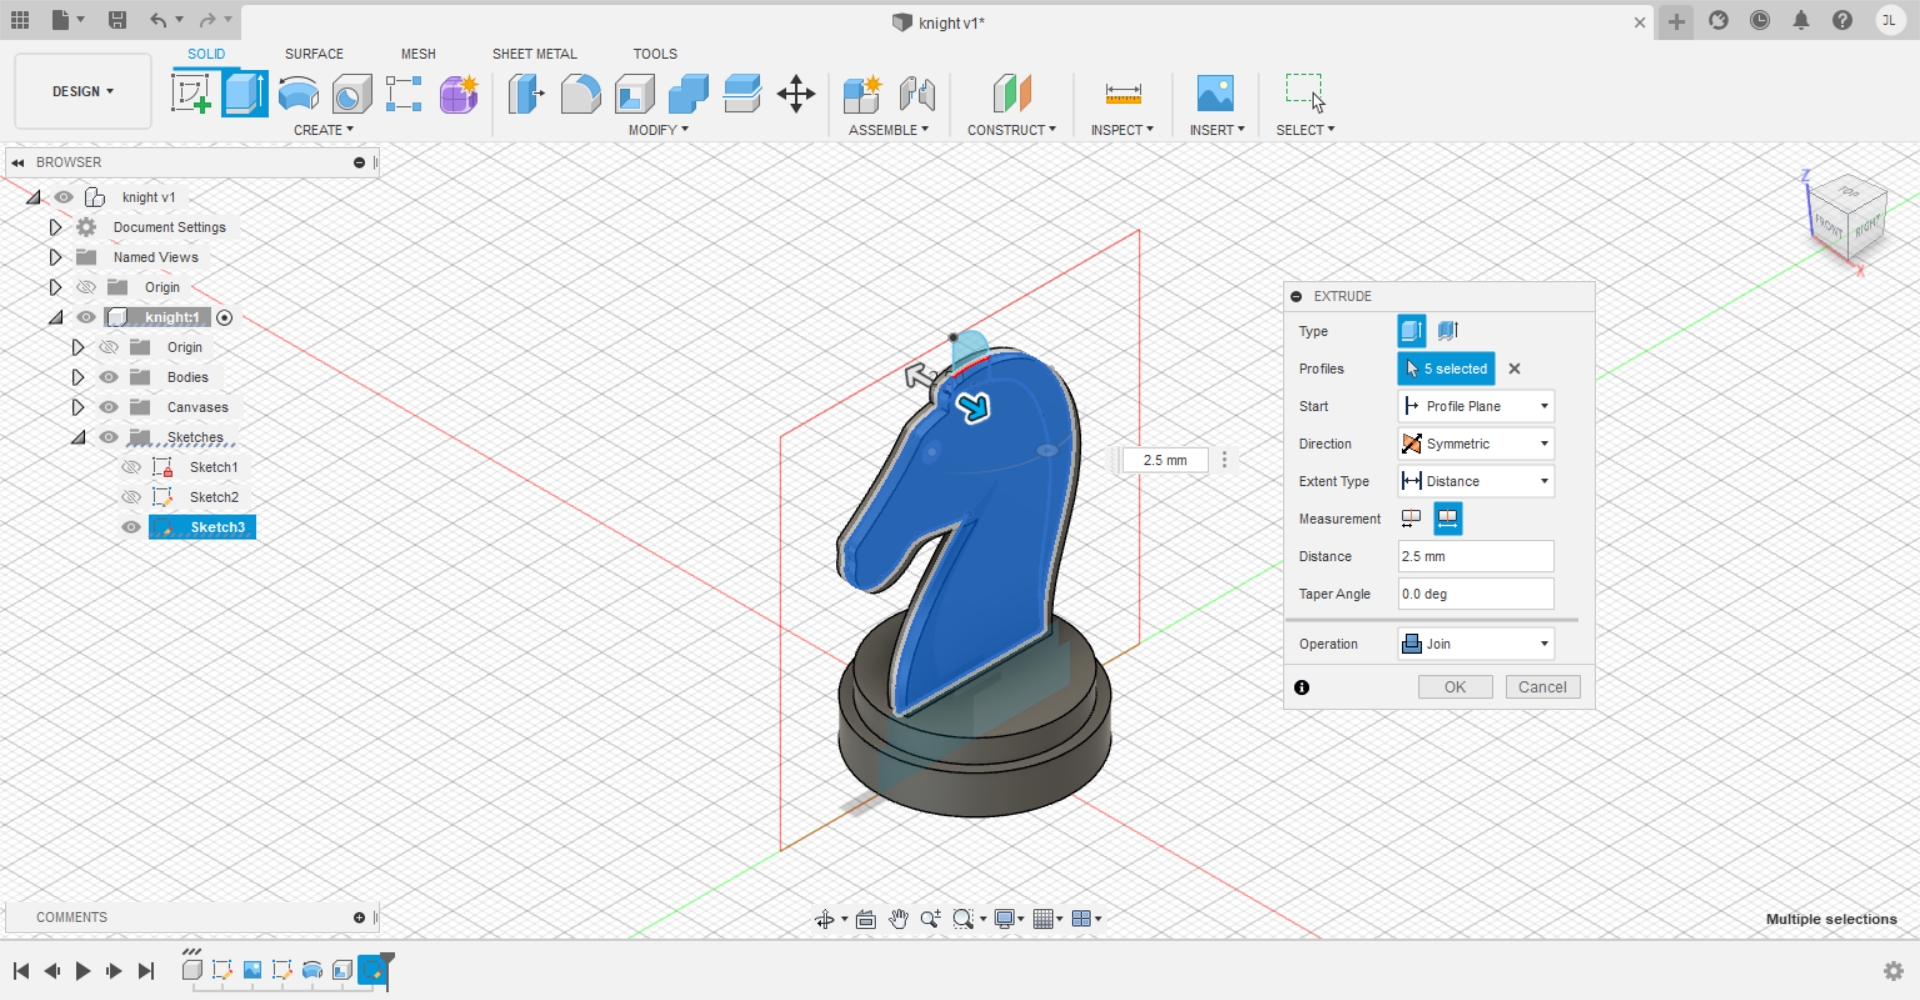 knight v1*
JL
DESIGN
SOLID
SURFACE
MESH
SHEET METAL
TOOLS
CREATE
MODIFY
ASSEMBLE
CONSTRUCT
INSPECT
INSERT
SELECT
BROWSER
knight v1
Document Settings
Named Views
Origin
knight:1
Origin
Bodies
Canvases
Sketches
Sketch1
Sketch2
Sketch3
Z
TOP
FRONT
RIGHT
X
2.5 mm
EXTRUDE
Type
Profiles
5 selected
Start
Profile Plane
Direction
Symmetric
Extent Type
Distance
Measurement
Distance
2.5 mm
Taper Angle
0.0 deg
Operation
Join
OK
Cancel
COMMENTS
Multiple selections